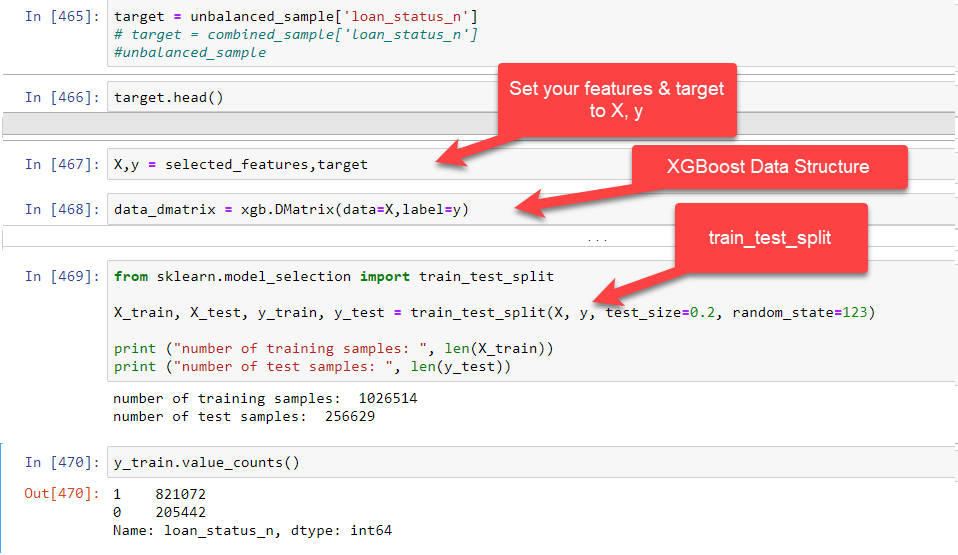 In [465]: target = unbalanced_sample['loan_status_n']
# target = combined_sample['loan_status_n']
#unbalanced_sample
In [466]: target.head()
Set your features & target
to X, y
In [467]: X,y = selected_features,target
XGBoost Data Structure
In [468]: data_dmatrix = xgb.DMatrix(data=X,label=y)
...
train_test_split
In [469]: from sklearn.model_selection import train_test_split
X_train, X_test, y_train, y_test = train_test_split(X, y, test_size=0.2, random_state=123)
print ("number of training samples: ", len(X_train))
print ("number of test samples: ", len(y_test))
number of training samples:  1026514
number of test samples:  256629
In [470]: y_train.value_counts()
Out[470]: 1    821072
0    205442
Name: loan_status_n, dtype: int64